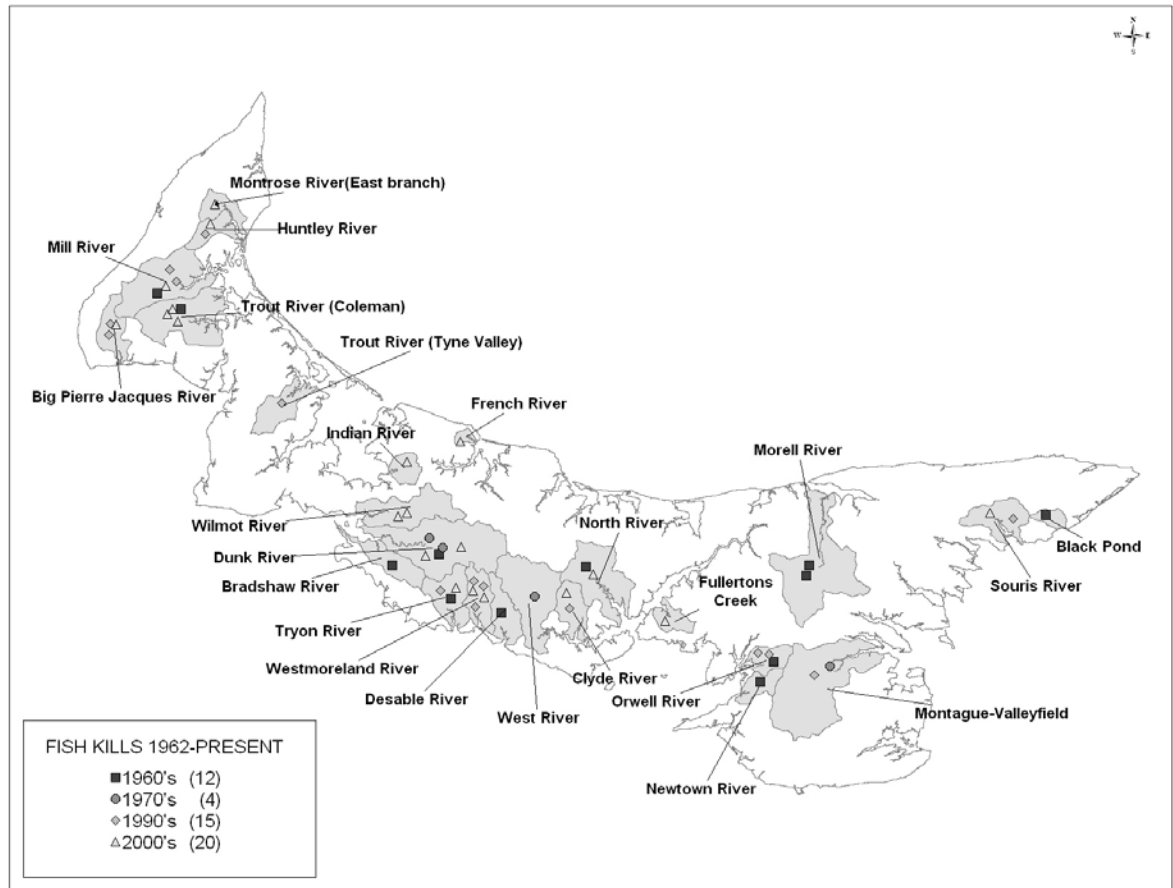 N
W E
S
Montrose River(East branch)
Huntley River
Mill River
Trout River (Coleman)
Trout River (Tyne Valley)
Big Pierre Jacques River
French River
Indian River
Morell River
Wilmot River
North River
Dunk River
Black Pond
Bradshaw River
Fullertons
Creek
Souris River
Tryon River
Westmoreland River
Clyde River
Desable River
Orwell River
West River
Montague-Valleyfield
Newtown River
FISH KILLS 1962-PRESENT
1960's (12)
1970's (4)
1990's (15)
2000's (20)